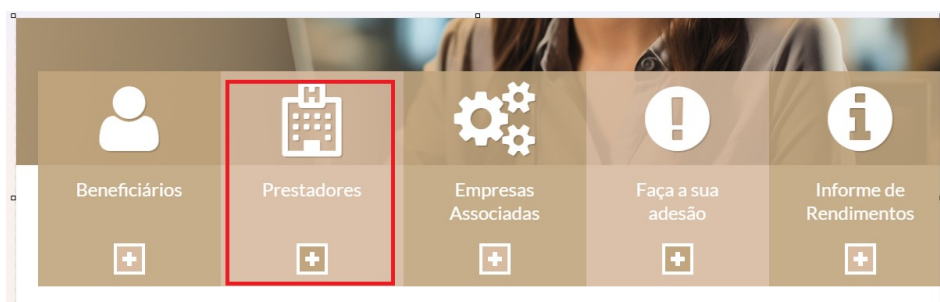 H
Beneficiários
Prestadores
Empresas
Associadas
Faça a sua
adesão
Informe de
Rendimentos